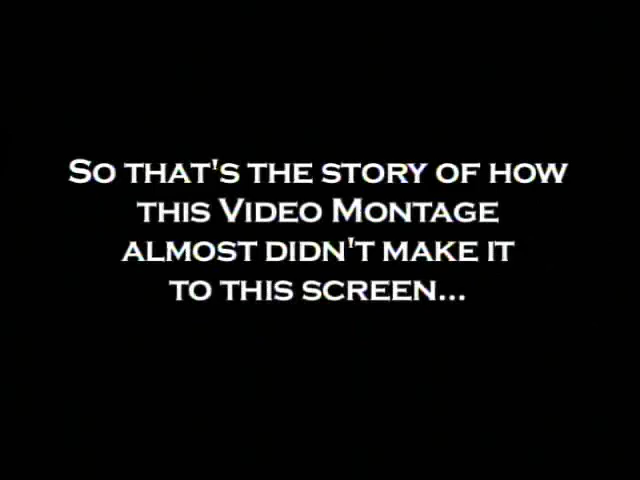 So that's the story of how
this Video Montage
almost didn't make it
to this screen...